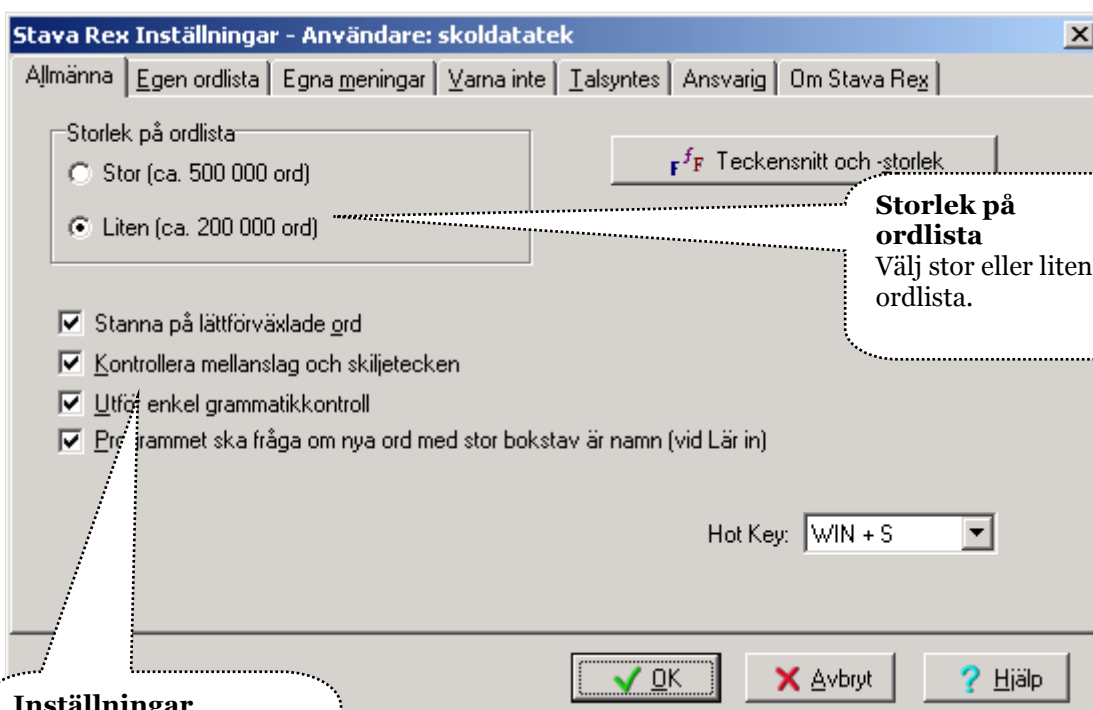 Stava Rex Inställningar - Användare: skoldatatek
Allmänna Egen ordlista Egna meningar Varna inte Talsyntes Ansvarig Om Stava Rex
Storlek på ordlista
Stor (ca. 500 000 ord)
Liten (ca. 200 000 ord)
FfF Teckensnitt och -storlek
Storlek på
ordlista
Välj stor eller liten
ordlista.
Stanna på lättförväxlade ord
Kontrollera mellanslag och skiljetecken
Utför enkel grammatikkontroll
Programmet ska fråga om nya ord med stor bokstav är namn (vid Lär in)
Hot Key: WIN + S
OK Avbryt ? Hjälp
Inställningar